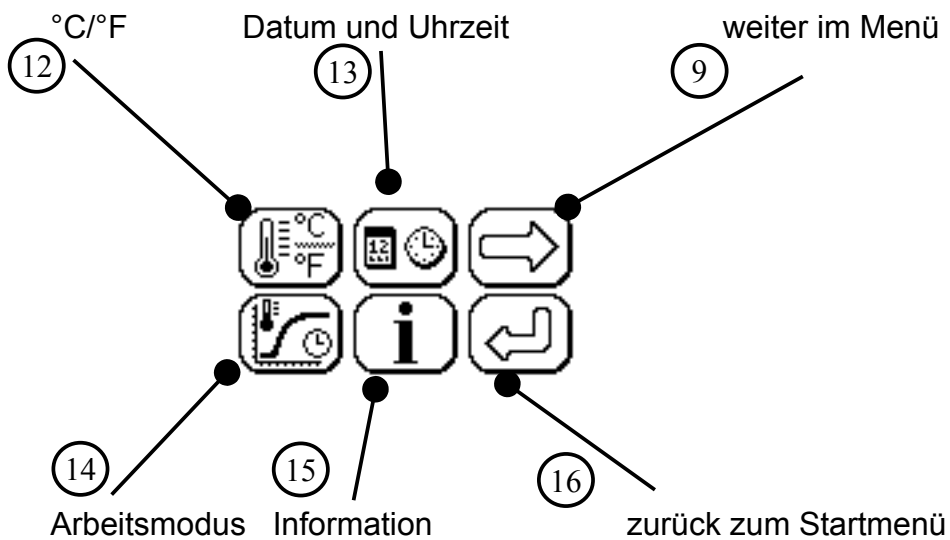 °C/°F Datum und Uhrzeit weiter im Menü
12 13 9
°C
°F
12
i
14 15 16
Arbeitsmodus Information zurück zum Startmenü